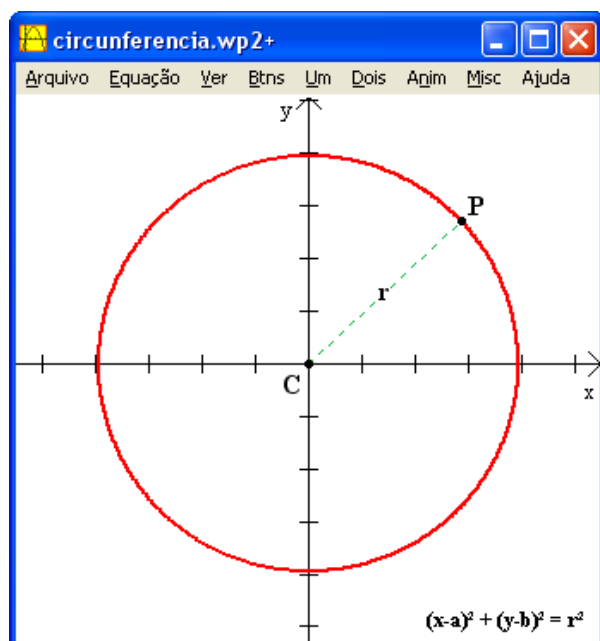 circunferencia.wp2+
Arquivo Equação Ver Btns Um Dois Anim Misc Ajuda
y
P
r
C
x
(x-a)² + (y-b)² = r²